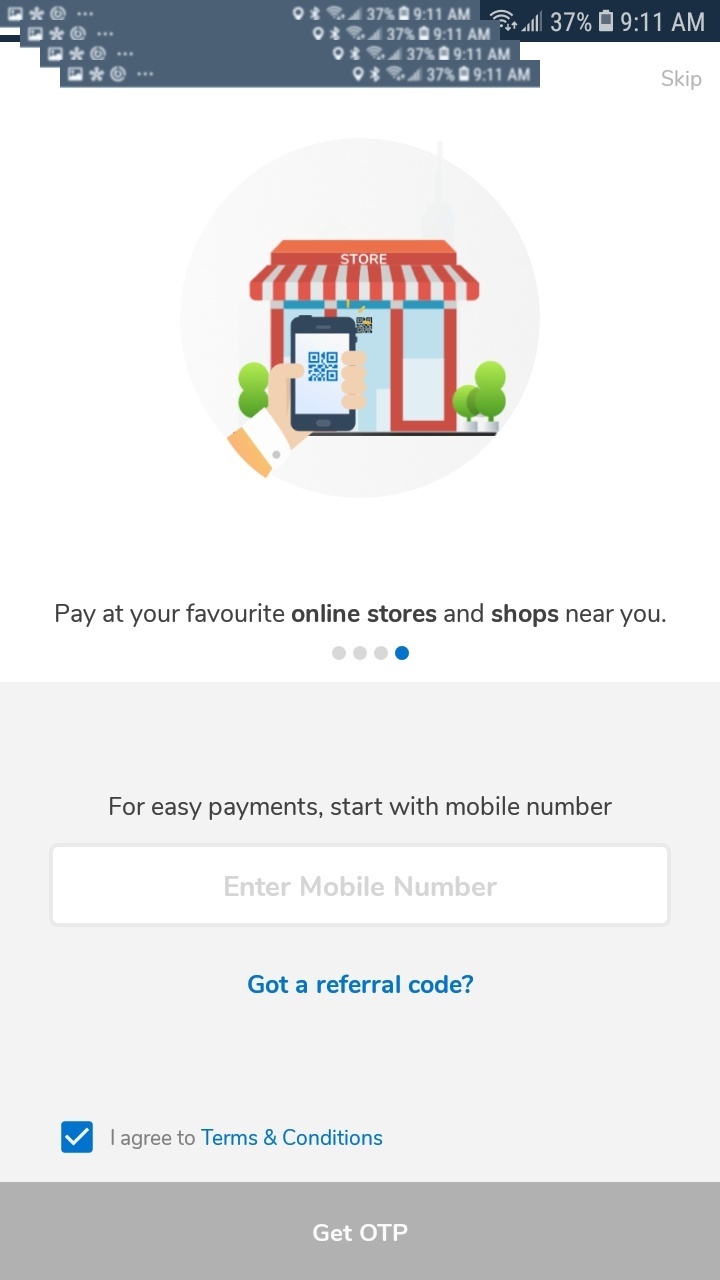 37% 9:11 AM
37% 9:11 AM
37% 9:11 AM
37% 9:11 AM
37% 9:11 AM
Skip
STORE
Pay at your favourite online stores and shops near you.
For easy payments, start with mobile number
Enter Mobile Number
Got a referral code?
I agree to Terms & Conditions
Get OTP